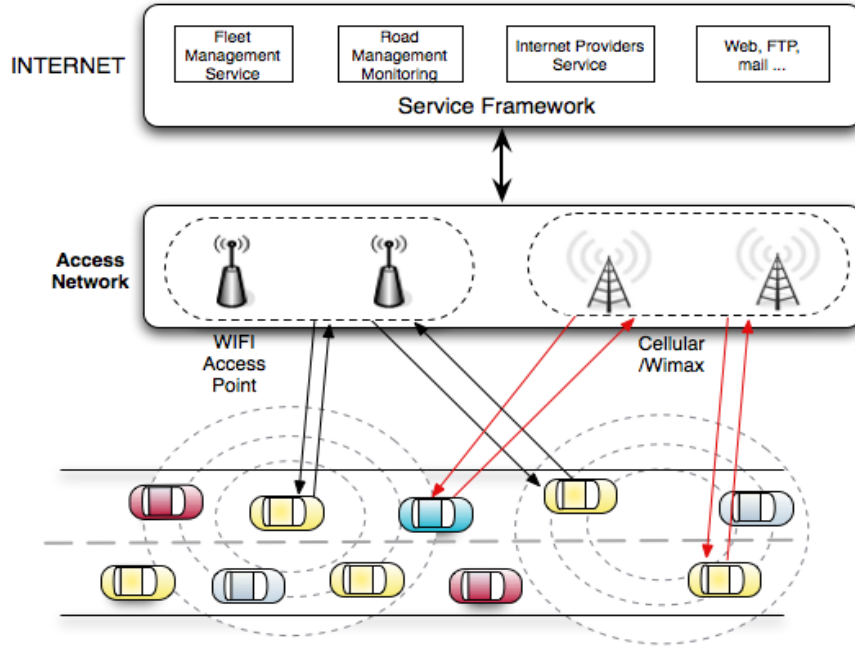 INTERNET
Fleet
Management
Service
Road
Management
Monitoring
Internet Providers
Service
Web, FTP,
mail ...
Service Framework
Access
Network
WIFI
Access
Point
Cellular
/Wimax